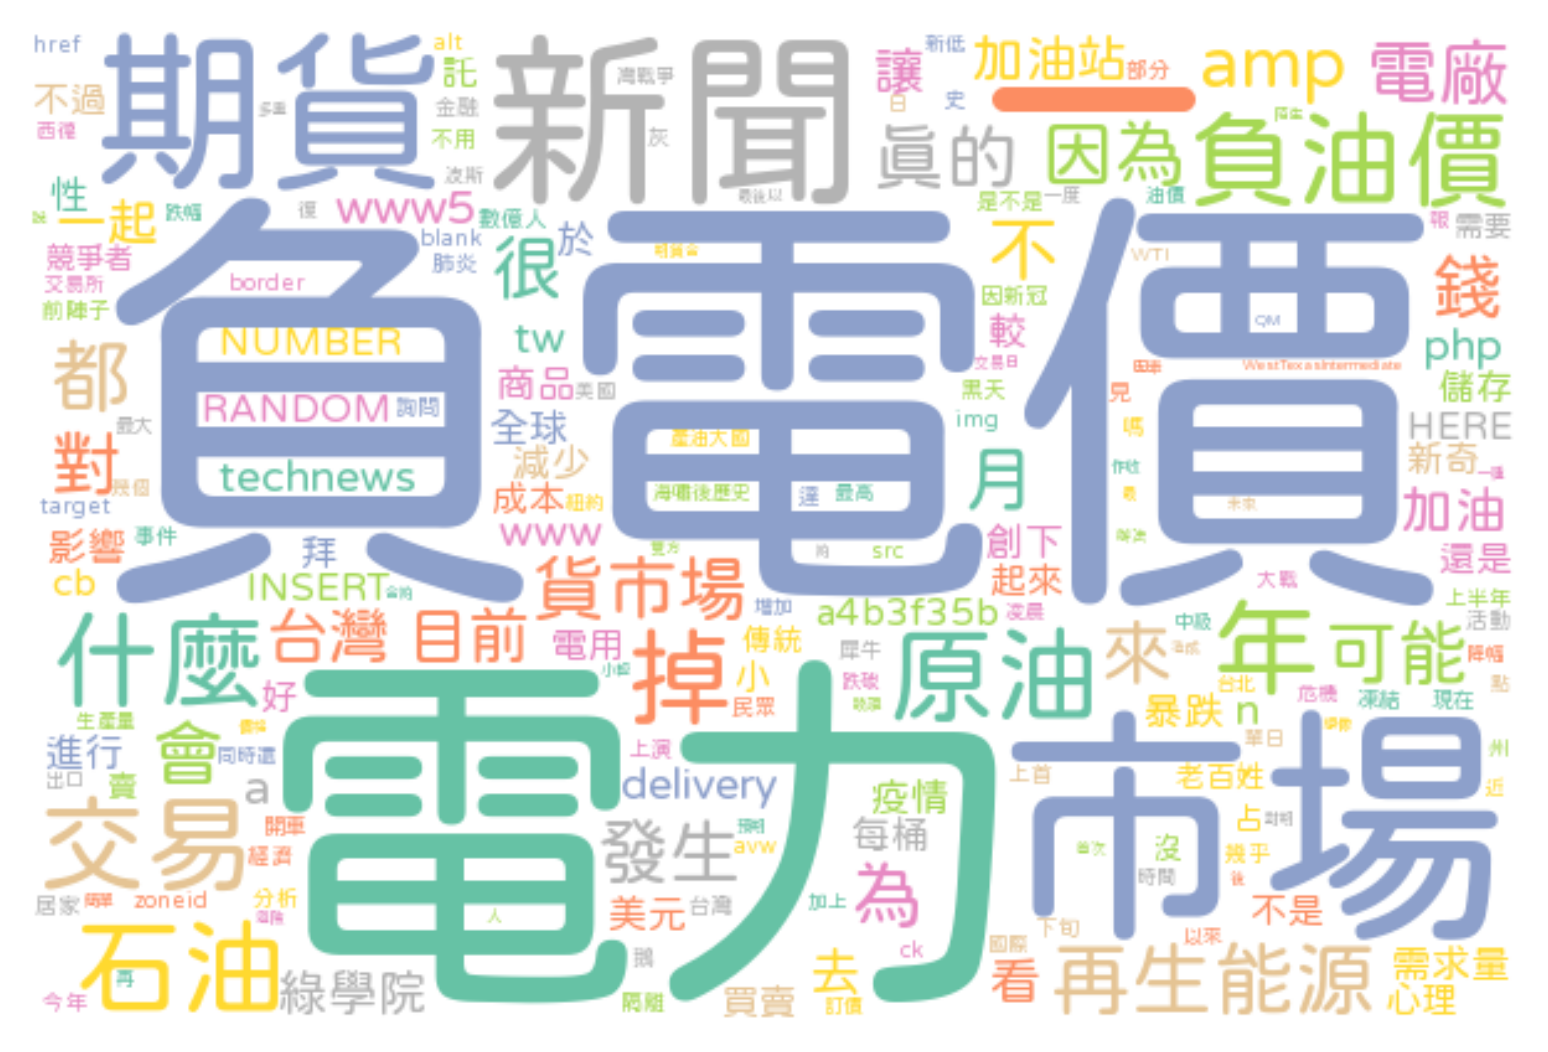 href
期貨
alt
託
新聞
灣戰爭
讓
新低
加油站
部分
amp
電廠
不過
西德
多重
金融
不用
灰
白
史
一
眞的
因為
負油價
性
一起
跌幅
復
www5
波斯
數億人
最後以
是不是
一度
油價
報
需要
競爭者
交易所
前陣子
border
blank
肺炎
很
於
不
因新冠
WTI
錢
負電價
NUMBER
RANDOM
詢問
technews
tw
商品
美國
全球
減少
成本
紐約
www
較
交易日
黑天
img
月
QM
WestTexasIntermediate
見
嗎
php
儲存
HERE
新奇
加油
還是
都
最大
對
幾個
target
影響
事件
cb
拜
INSERT
產油大國
海嘯後歷史
達
最高
src
創下
起來
未來
大戰
上半年
活動
貨市場
增加
a4b3f35b
凌晨
中級
什麼
台灣
目前
電用
掉
傳統
小
民眾
犀牛
跌破
原油
來
年
可能
降幅
點
好
生產量
台北
危機
凍結
現在
暴跌
n
進行
會
同時還
出口
賣
a
電力
上演
delivery
疫情
單日
老百姓
州
近
上首
市場
交易
開車
經濟
發生
avw
每桶
占
首次
沒
幾乎
時間
後
居家
簡單
zoneid
分析
人
美元
台灣
加上
為
不是
石油
再
今年
綠學院
鵝
隔離
買賣
去
訂價
ck
國際
下旬
看
以來
再生能源
需求量
心理